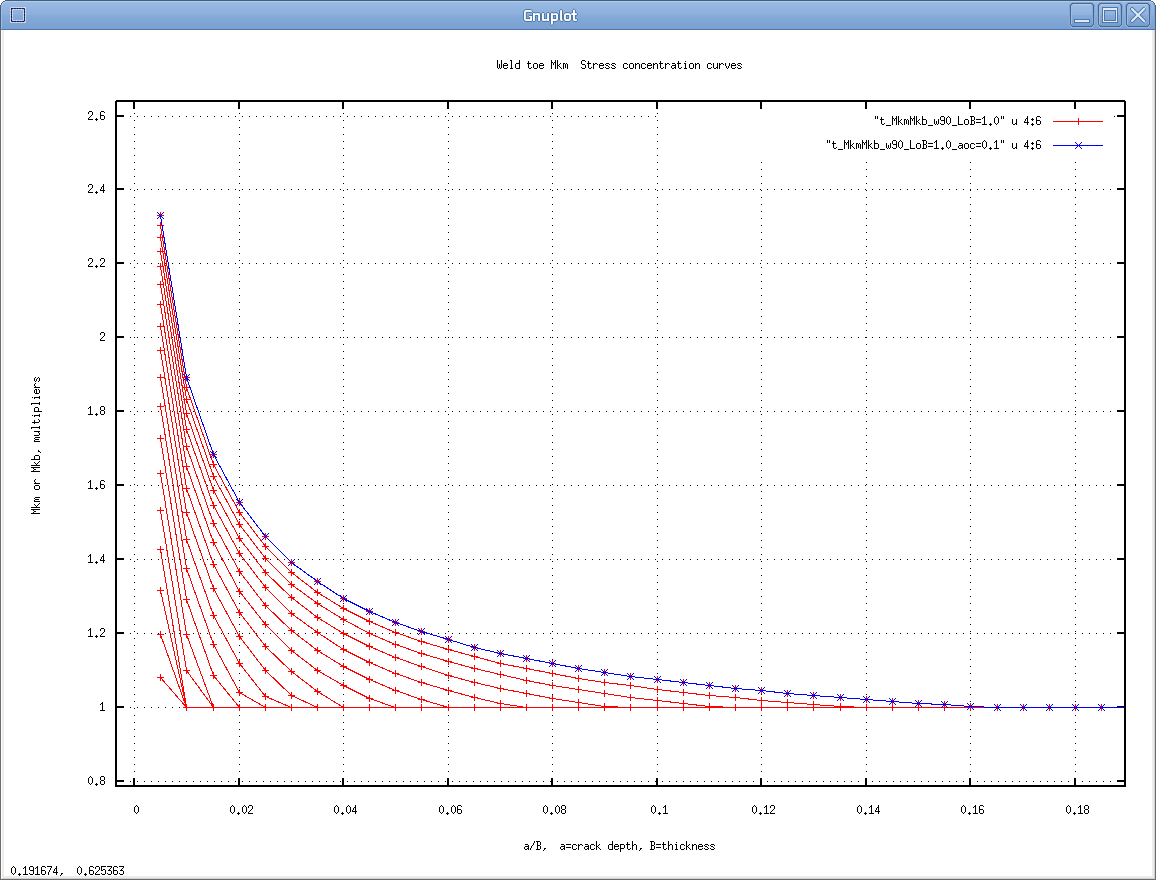 Gnuplot
Weld toe Mkm  Stress concentration curves
"t_MkmMkb_w90_LoB=1.0" u 4:6
"t_MkmMkb_w90_LoB=1.0_aoc=0.1" u 4:6
2.6
2.4
2.2
2
1.8
1.6
1.4
1.2
1
0.8
Mkm or Mkb, multipliers
0 0.02 0.04 0.06 0.08 0.1 0.12 0.14 0.16 0.18
a/B,  a=crack depth, B=thickness
0.191674,  0.625363